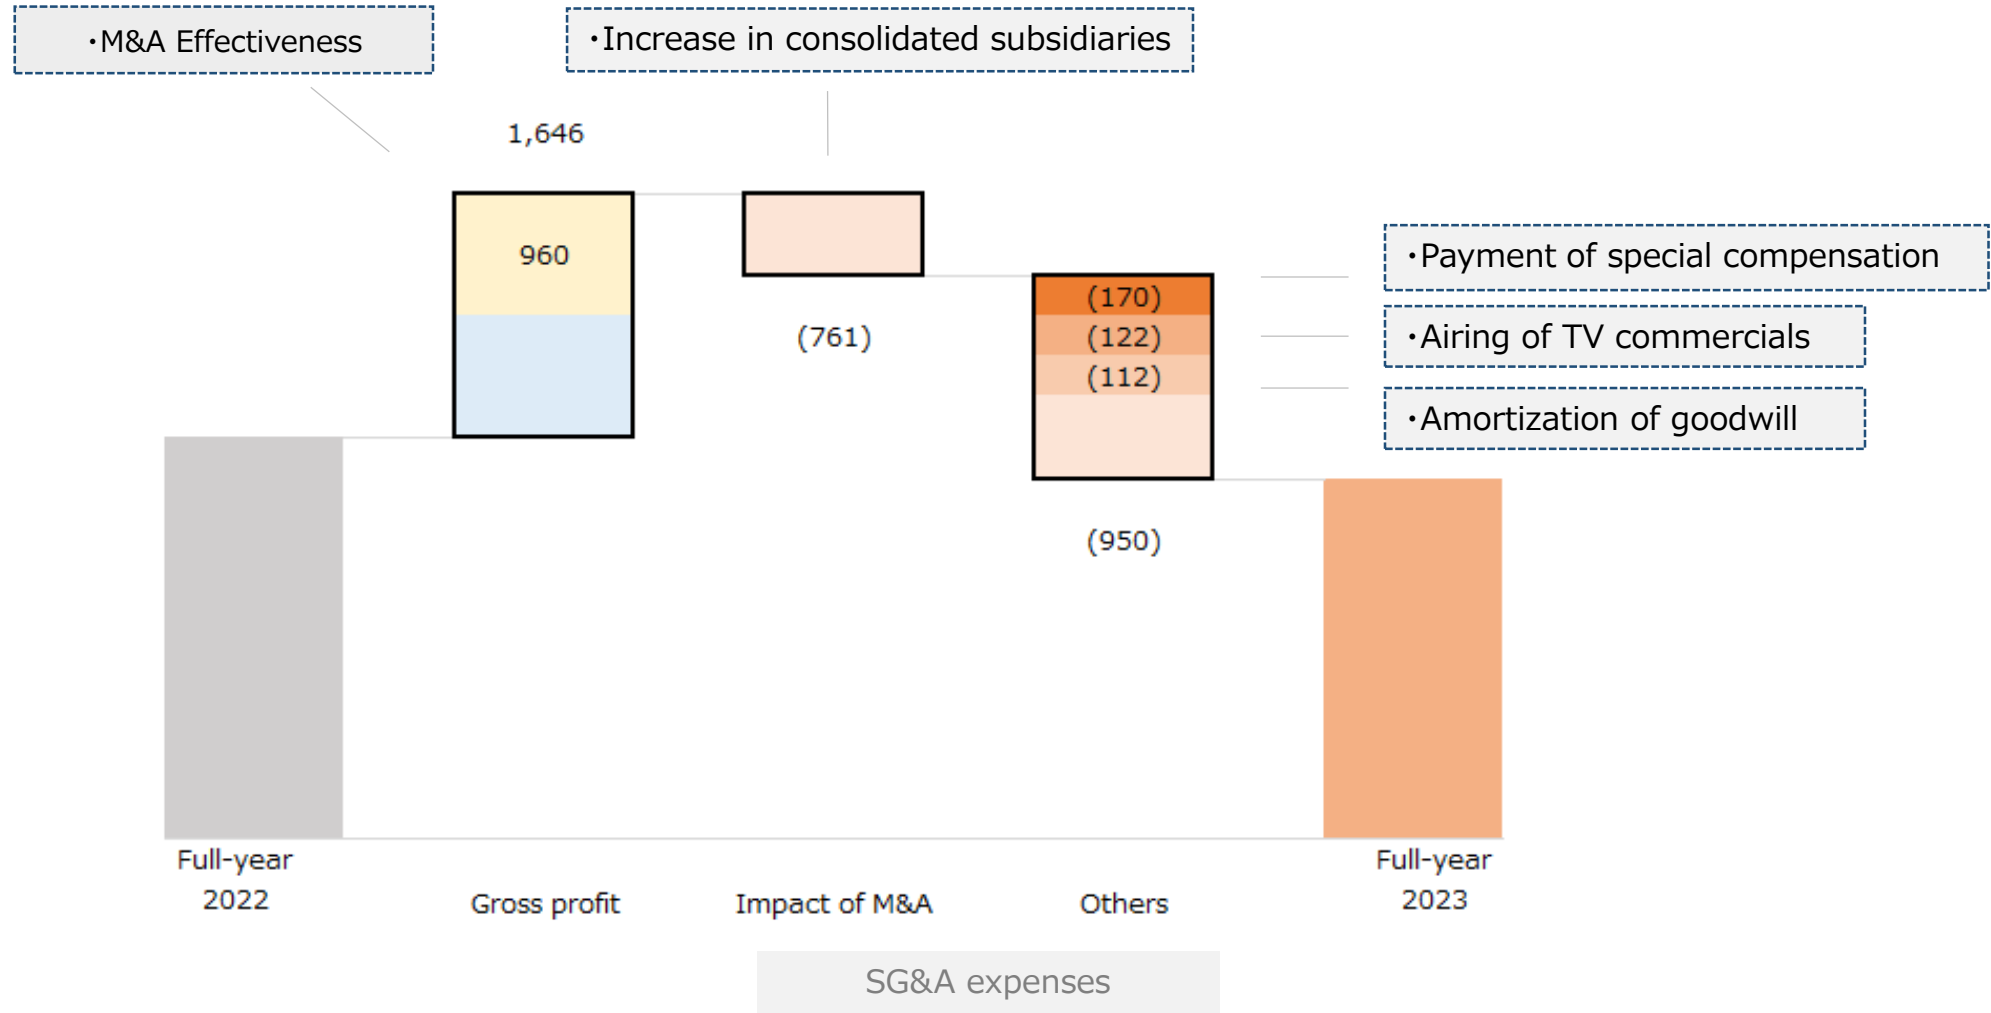 ・M&A Effectiveness
・Increase in consolidated subsidiaries
1,646
960
(761)
(170)
(122)
(112)
(950)
・Payment of special compensation
・Airing of TV commercials
・Amortization of goodwill
Full-year
2022
Gross profit
Impact of M&A
Others
Full-year
2023
SG&A expenses